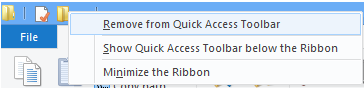 Remove from Quick Access Toolbar
File
Show Quick Access Toolbar below the Ribbon
Minimize the Ribbon